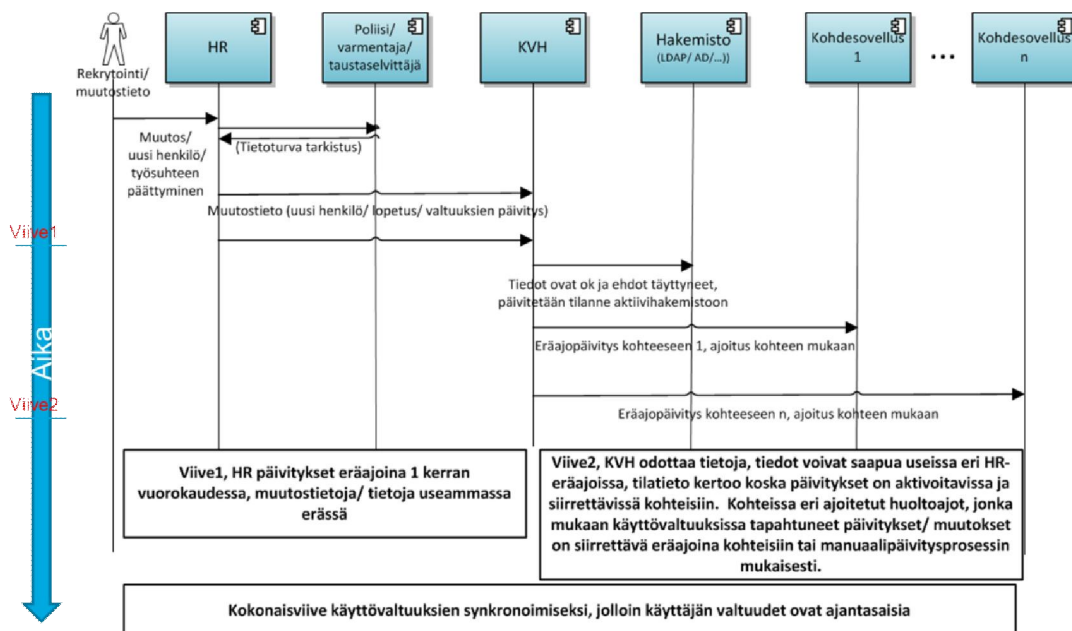 Rekrytointi/
muutostieto
HR
Poliisi/
varmentaja/
taustaselvittäjä
KVH
Hakemisto
(LDAP/ AD/...))
Kohdesovellus
1
...
Kohdesovellus
n
Muutos/
uusi henkilö/
työsuhteen
päättyminen
(Tietoturva tarkistus)
Muutostieto (uusi henkilö/ lopetus/ valtuuksien päivitys)
Viive1
Tiedot ovat ok ja ehdot täyttyneet,
päivitetään tilanne aktiivihakemistoon
Eräajopäivitys kohteeseen 1, ajoitus kohteen mukaan
Aika
Viive2
Eräajopäivitys kohteeseen n, ajoitus kohteen mukaan
Viive1, HR päivitykset eräajoina 1 kerran
vuorokaudessa, muutostietoja/ tietoja useammassa
erässä
Viive2, KVH odottaa tietoja, tiedot voivat saapua useissa eri HR-
eräajoissa, tilatieto kertoo koska päivitykset on aktivoitavissa ja
siirrettävissä kohteisiin. Kohteissa eri ajoitetut huoltoajot, jonka
mukaan käyttövaltuuksissa tapahtuneet päivitykset/ muutokset
on siirrettävä eräajoina kohteisiin tai manuaalipäivitysprosessin
mukaisesti.
Kokonaisviive käyttövaltuuksien synkronoimiseksi, jolloin käyttäjän valtuudet ovat ajantasaisia